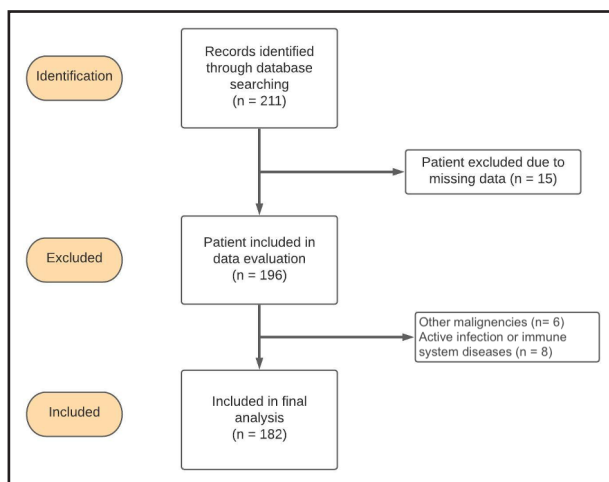 Identification
Records identified
through database
searching
(n = 211)
Patient excluded due to
missing data (n = 15)
Excluded
Patient included in
data evaluation
(n = 196)
Other malignencies (n= 6)
Active infection or immune
system diseases (n = 8)
Included
Included in final
analysis
(n = 182)